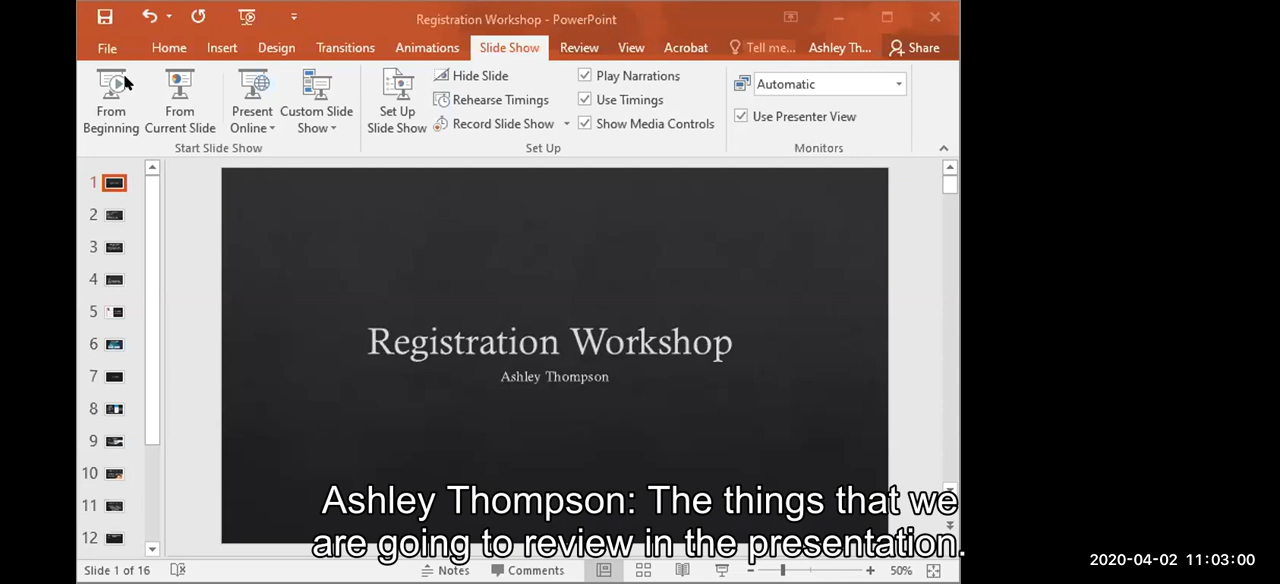 Registration Workshop - PowerPoint
File Home Insert Design Transitions Animations Slide Show Review View Acrobat Tell me... Ashley Th... Share
From Beginning
From Current Slide
Present Online
Custom Slide Show
Start Slide Show
Set Up Slide Show
Hide Slide
Rehearse Timings
Record Slide Show
Play Narrations
Use Timings
Show Media Controls
Set Up
Automatic
Use Presenter View
Monitors
1
2
3
4
5
6
7
8
9
10
11
12
Registration Workshop
Ashley Thompson
Ashley Thompson: The things that we
are going to review in the presentation.
Slide 1 of 16 Notes Comments 50%
2020-04-02 11:03:00